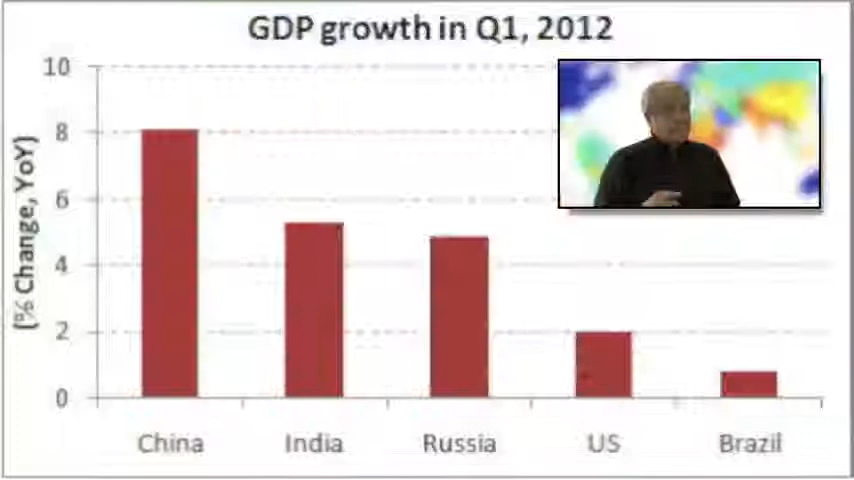 GDP growth in Q1, 2012
(% Change, YoY)
10
8
6
4
2
0
China India Russia US Brazil